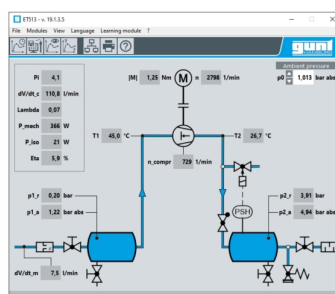 ET513 - v. 19.1.3.5
File Modules View Language Learning module ?
gunt
Ambient pressure
p0 1,013 bar abs
Pi 4,1
dV/dt_c 110,8 l/min
Lambda 0,07
P_mech 366 W
P_iso 21 W
Eta 5,9 %
|M| 1,25 Nm M n 2798 1/min
T1 45,0 °C
T2 26,7 °C
n_compr 729 1/min
p1_r 0,20 bar
p1_a 1,22 bar abs
PSH
p2_r 3,91 bar
p2_a 4,94 bar abs
dV/dt_m 7,5 l/min